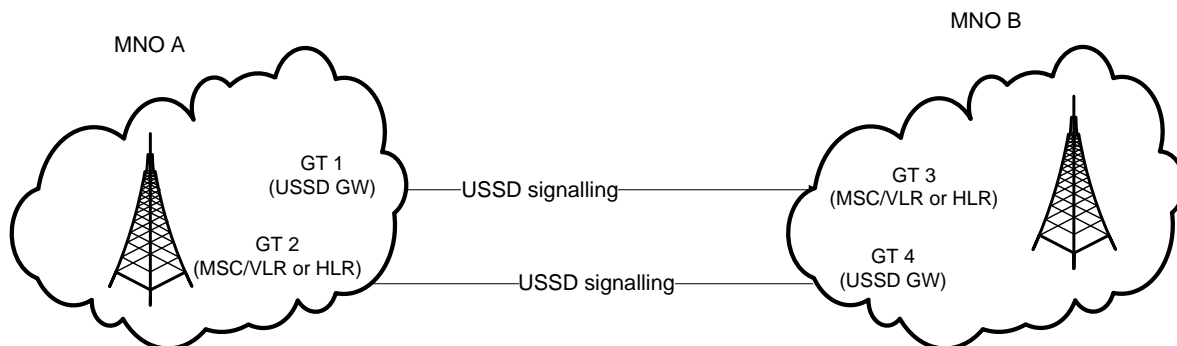 MNO A
MNO B
GT 1
(USSD GW)
USSD signalling
GT 3
(MSC/VLR or HLR)
GT 2
(MSC/VLR or HLR)
USSD signalling
GT 4
(USSD GW)